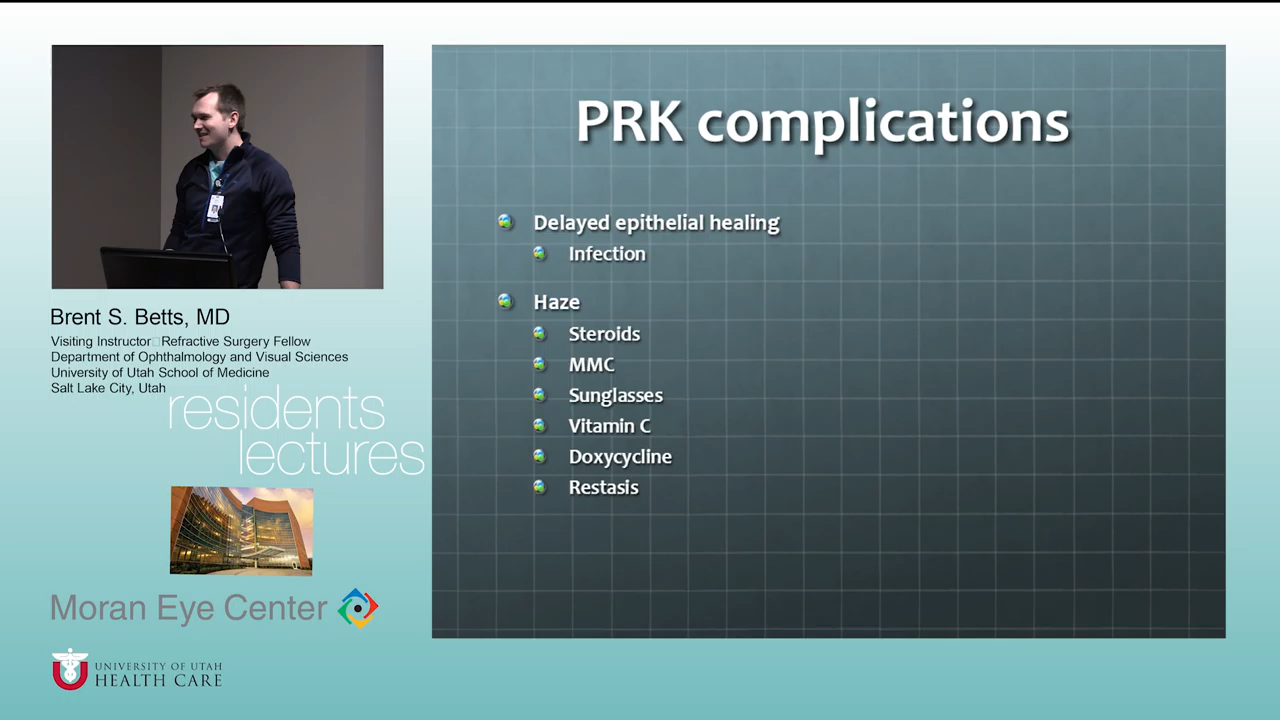 PRK complications
Delayed epithelial healing
Infection
Haze
Steroids
MMC
Sunglasses
Vitamin C
Doxycycline
Restasis
Brent S. Betts, MD
Visiting Instructor□Refractive Surgery Fellow
Department of Ophthalmology and Visual Sciences
University of Utah School of Medicine
Salt Lake City, Utah
residents
lectures
Moran Eye Center
UNIVERSITY OF UTAH
HEALTH CARE